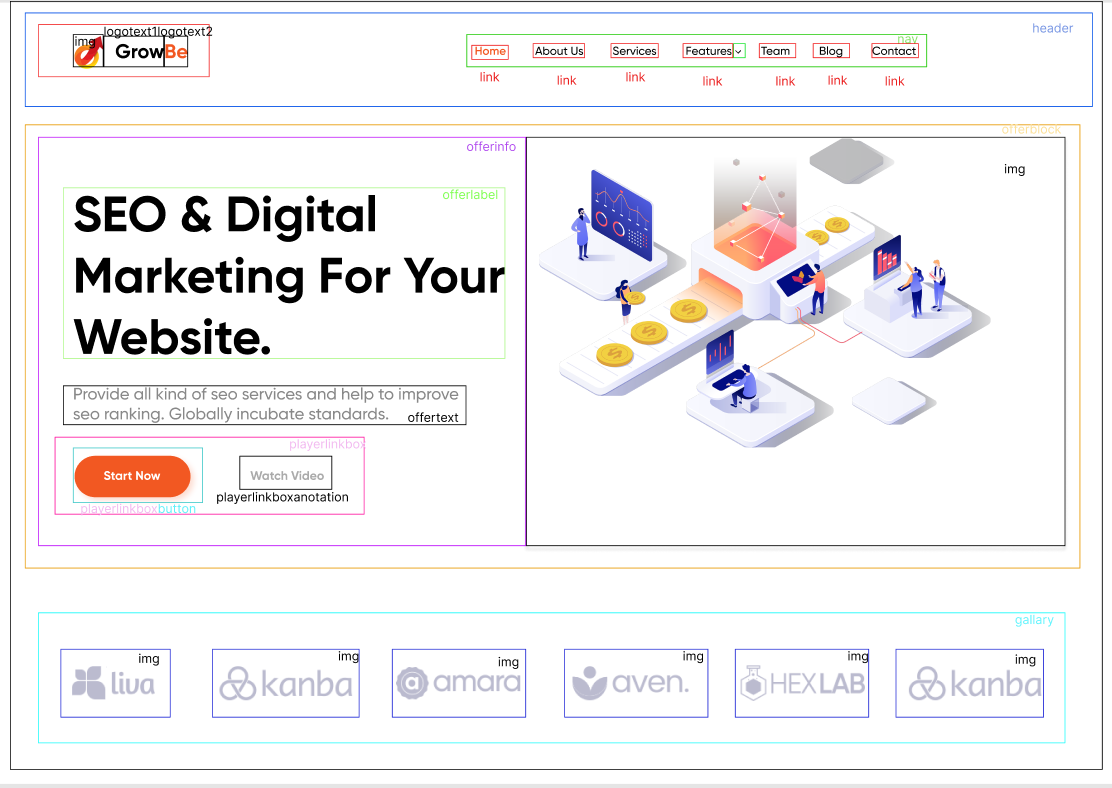 header
logotext1logotext2
img
GrowBe
nav
Home
About Us
Services
Features
Team
Blog
Contact
link
link
link
link
link
link
link
offerblock
offerinfo
offerlabel
SEO & Digital
Marketing For Your
Website.
Provide all kind of seo services and help to improve
seo ranking. Globally incubate standards.
offertext
playerlinkbox
Start Now
Watch Video
playerlinkboxanotation
playerlinkboxbutton
img
gallary
img
liva
img
kanba
img
amara
img
aven.
img
HEXLAB
img
kanba